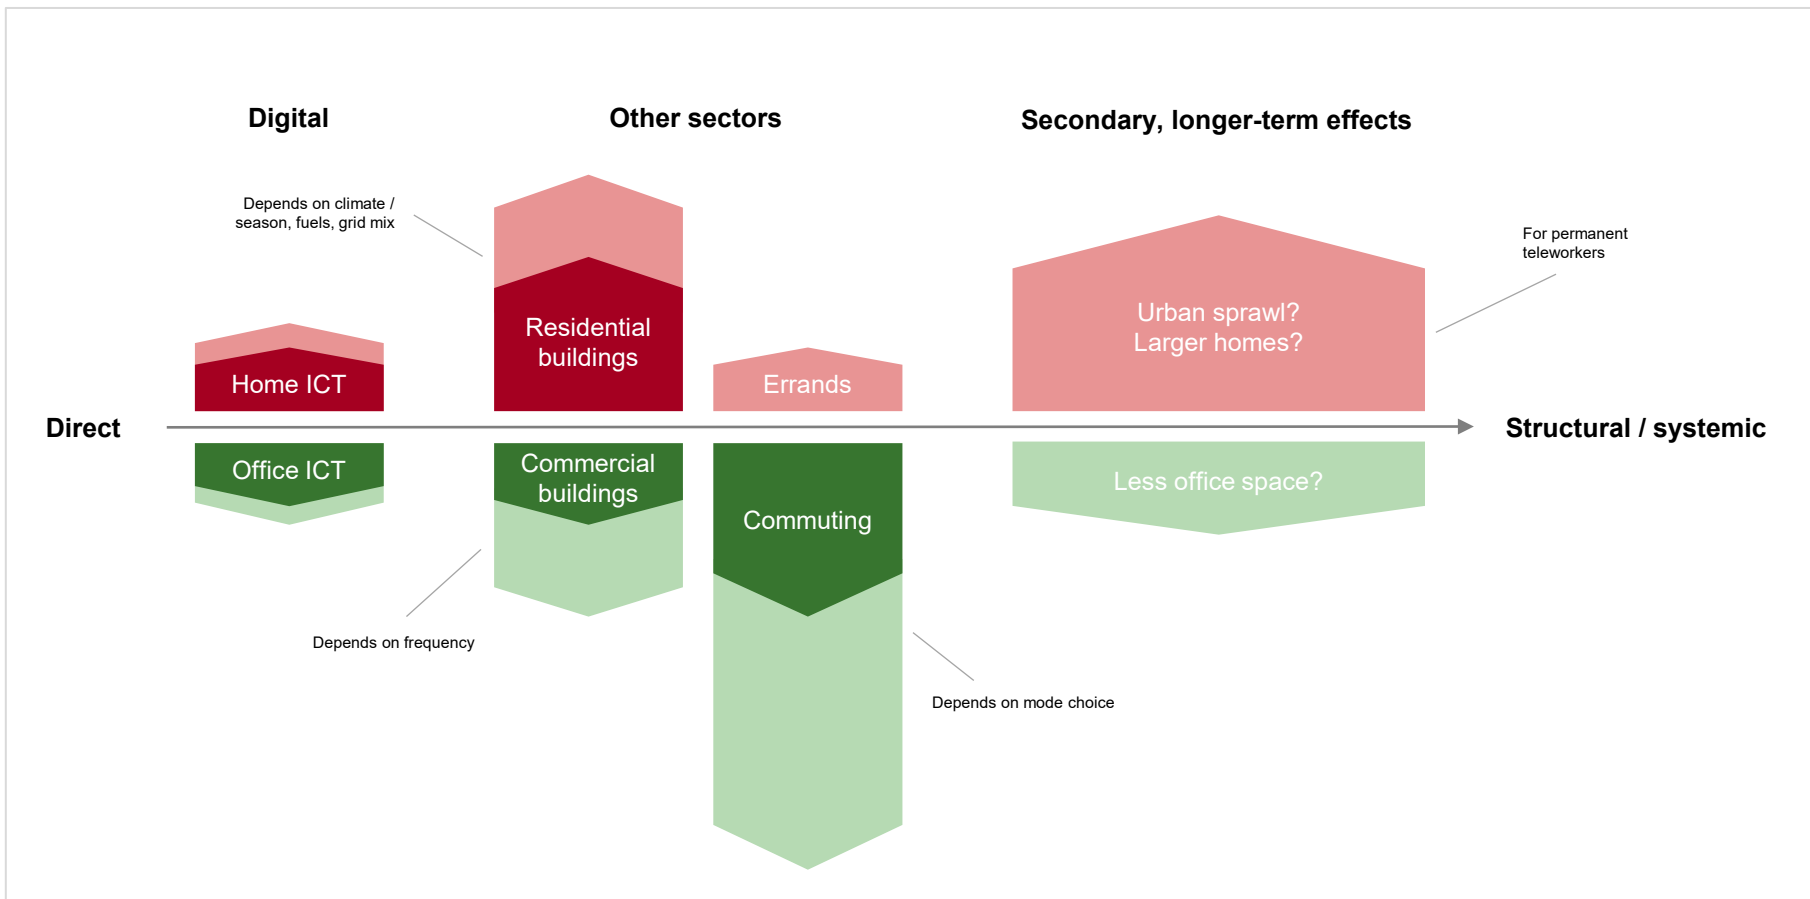 Digital
Other sectors
Secondary, longer-term effects
Depends on climate /
season, fuels, grid mix
For permanent
teleworkers
Residential
buildings
Urban sprawl?
Larger homes?
Home ICT
Errands
Direct
Structural / systemic
Office ICT
Commercial
buildings
Commuting
Less office space?
Depends on frequency
Depends on mode choice